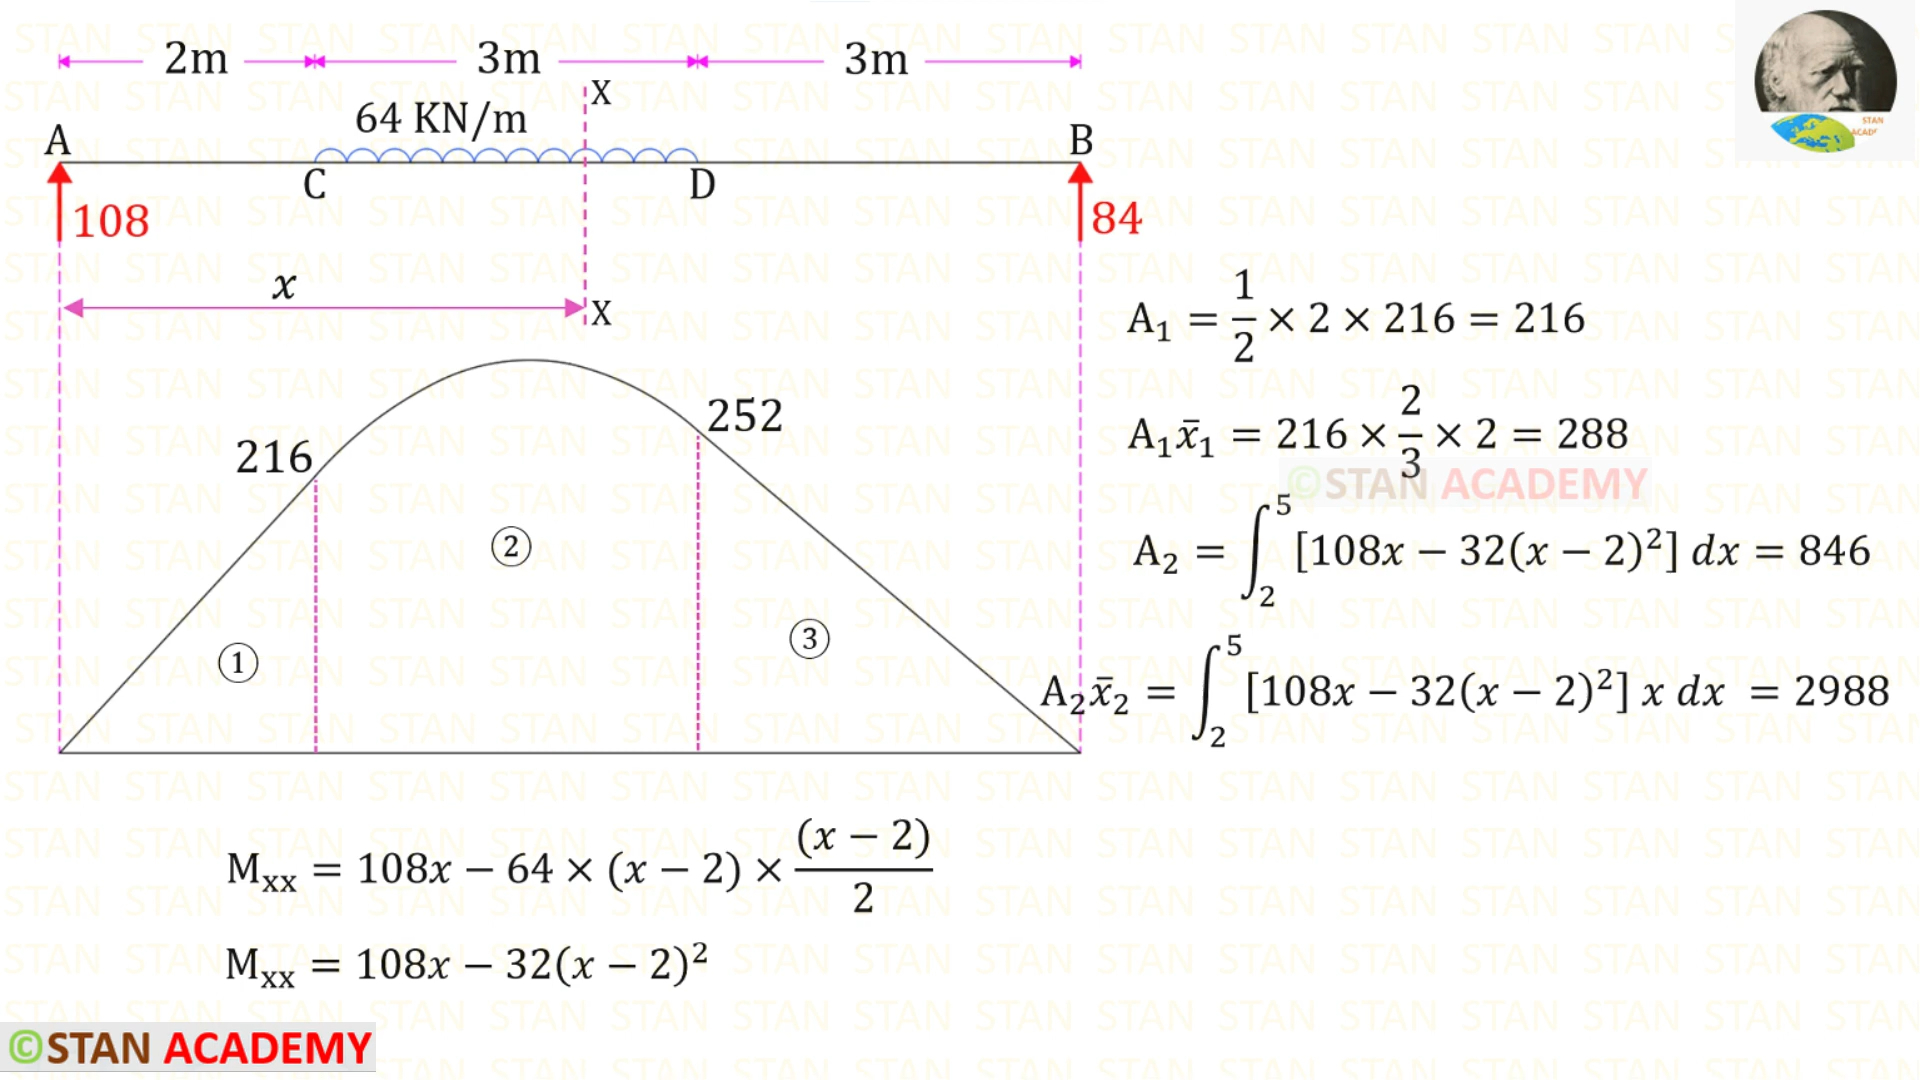 2m 3m 3m
x
64 KN/m
A B
C D
108 84
x
x
252
216
①
②
③
A₁ = 1/2 × 2 × 216 = 216
A₁x̄₁ = 216 × 2/3 × 2 = 288
©STAN ACADEMY
A₂ = ∫₂⁵ [108x − 32(x − 2)²] dx = 846
A₂x̄₂ = ∫₂⁵ [108x − 32(x − 2)²] x dx = 2988
Mxx = 108x − 64 × (x − 2) × (x − 2)/2
Mxx = 108x − 32(x − 2)²
©STAN ACADEMY
STAN
ACADEMY